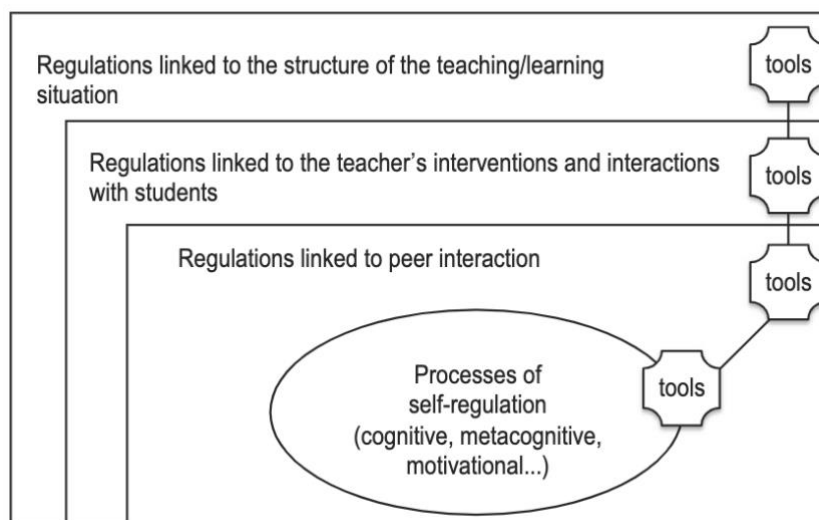 Regulations linked to the structure of the teaching/learning
situation
tools
Regulations linked to the teacher’s interventions and interactions
with students
tools
Regulations linked to peer interaction
tools
Processes of
self-regulation
(cognitive, metacognitive,
motivational...)
tools